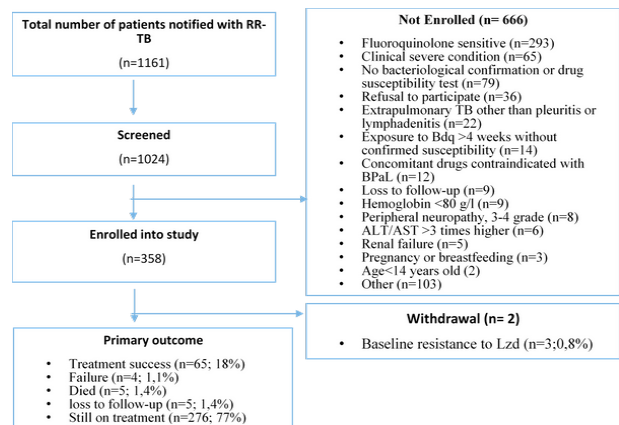 Total number of patients notified with RR-
TB
(n=1161)
Screened
(n=1024)
Enrolled into study
(n=358)
Primary outcome
• Treatment success (n=65; 18%)
• Failure (n=4; 1,1%)
• Died (n=5; 1,4%)
• loss to follow-up (n=5; 1,4%)
• Still on treatment (n=276; 77%)
Not Enrolled (n= 666)
• Fluoroquinolone sensitive (n=293)
• Clinical severe condition (n=65)
• No bacteriological confirmation or drug
susceptibility test (n=79)
• Refusal to participate (n=36)
• Extrapulmonary TB other than pleuritis or
lymphadenitis (n=22)
• Exposure to Bdq >4 weeks without
confirmed susceptibility (n=14)
• Concomitant drugs contraindicated with
BPaL (n=12)
• Loss to follow-up (n=9)
• Hemoglobin <80 g/l (n=9)
• Peripheral neuropathy, 3-4 grade (n=8)
• ALT/AST >3 times higher (n=6)
• Renal failure (n=5)
• Pregnancy or breastfeeding (n=3)
• Age<14 years old (2)
• Other (n=103)
Withdrawal (n= 2)
• Baseline resistance to Lzd (n=3;0,8%)